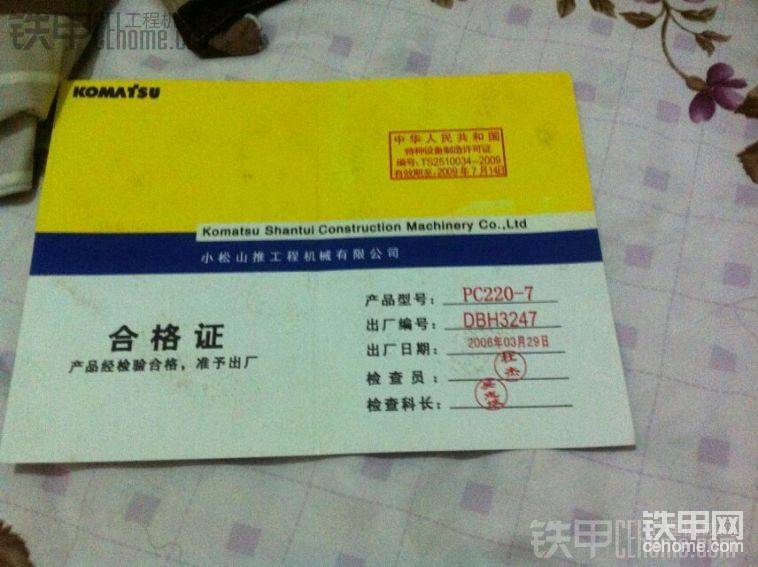 铁甲工程机械
cehome.com
KOMATSU
中华人民共和国
特种设备制造许可证
编号:TS2510034-2009
有效期至:2009年7月14日
Komatsu Shantui Construction Machinery Co.,Ltd
小松山推工程机械有限公司
合格证
产品经检验合格，准予出厂
产品型号： PC220-7
出厂编号： DBH3247
出厂日期： 2006年03月29日
检查员：
检查科长：
铁甲
铁甲网
cehome.com